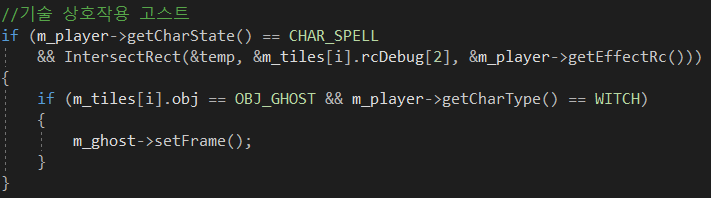 //기술 상호작용 고스트
if (m_player->getCharState() == CHAR_SPELL
&& IntersectRect(&temp, &m_tiles[i].rcDebug[2], &m_player->getEffectRc()))
{
if (m_tiles[i].obj == OBJ_GHOST && m_player->getCharType() == WITCH)
{
m_ghost->setFrame();
}
}